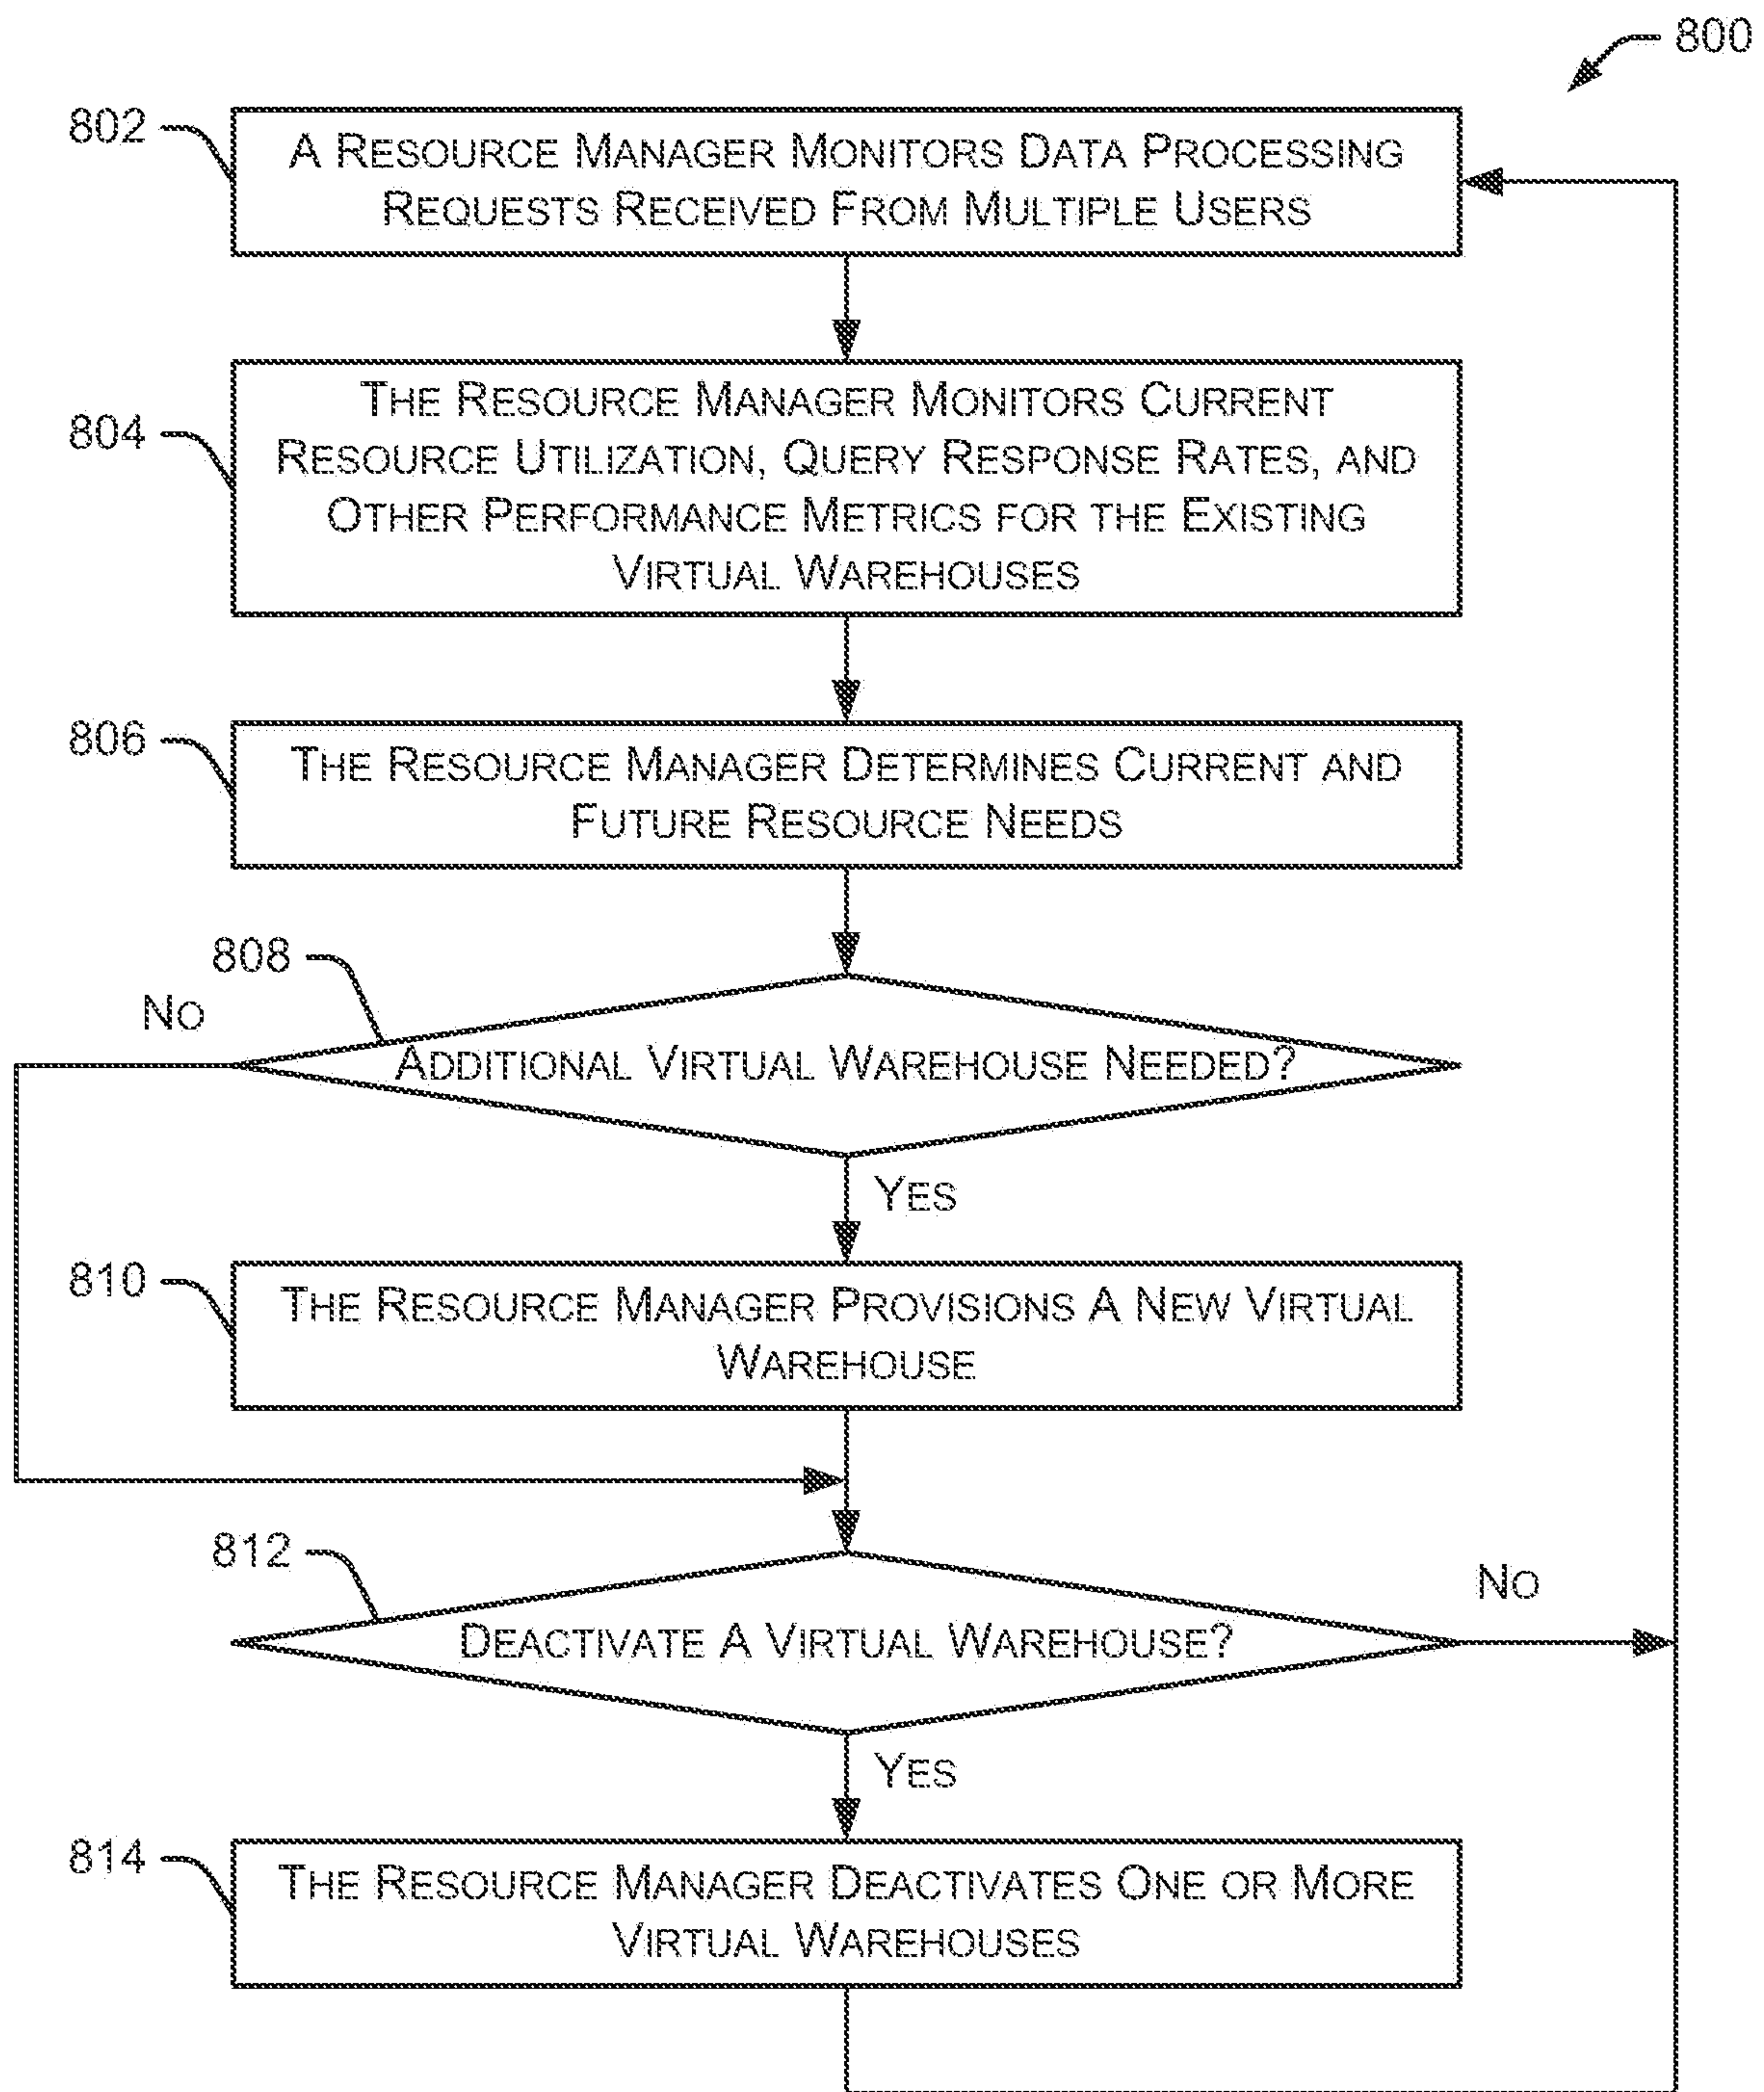 800
802
A RESOURCE MANAGER MONITORS DATA PROCESSING
REQUESTS RECEIVED FROM MULTIPLE USERS
804
THE RESOURCE MANAGER MONITORS CURRENT
RESOURCE UTILIZATION, QUERY RESPONSE RATES, AND
OTHER PERFORMANCE METRICS FOR THE EXISTING
VIRTUAL WAREHOUSES
806
THE RESOURCE MANAGER DETERMINES CURRENT AND
FUTURE RESOURCE NEEDS
808
NO
ADDITIONAL VIRTUAL WAREHOUSE NEEDED?
YES
810
THE RESOURCE MANAGER PROVISIONS A NEW VIRTUAL
WAREHOUSE
812
NO
DEACTIVATE A VIRTUAL WAREHOUSE?
YES
814
THE RESOURCE MANAGER DEACTIVATES ONE OR MORE
VIRTUAL WAREHOUSES